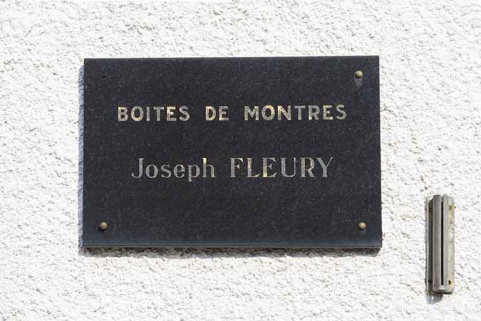 BOITES DE MONTRES
Joseph FLEURY